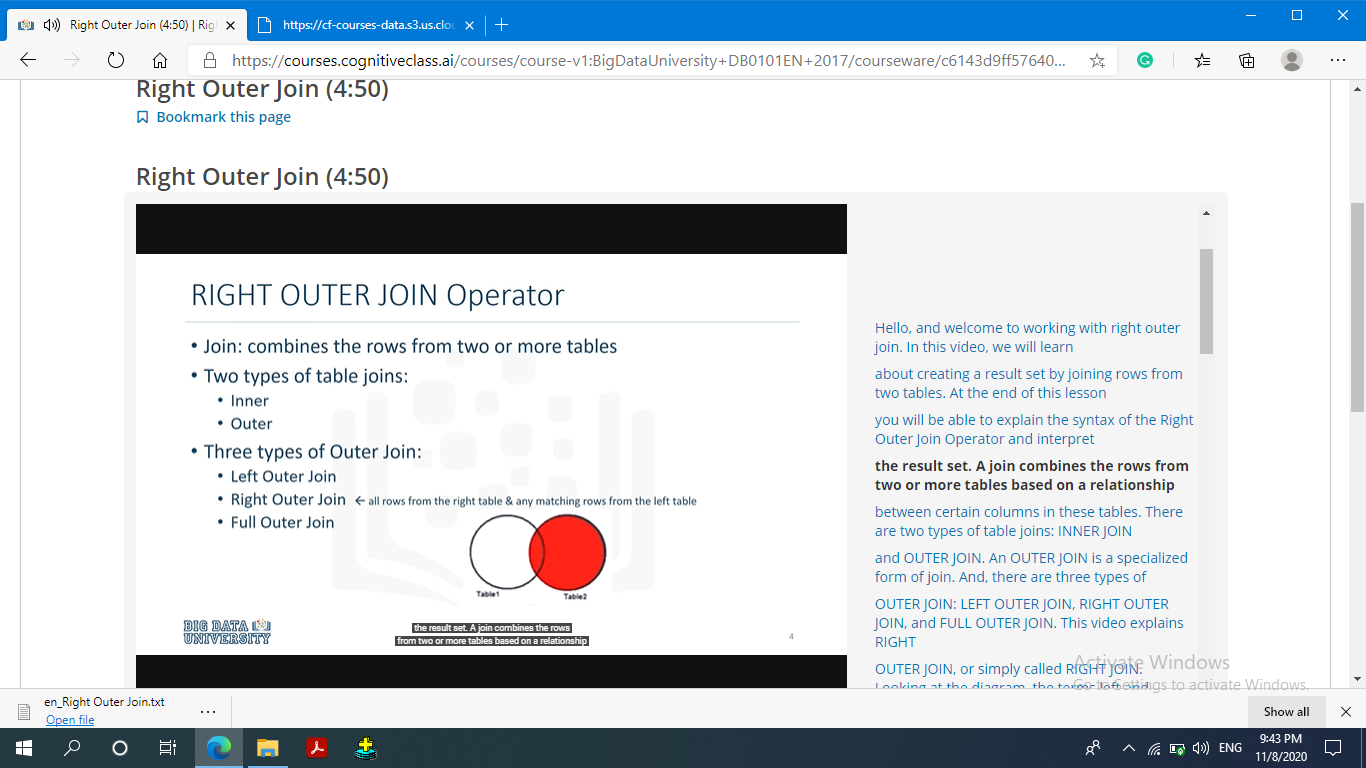 Right Outer Join (4:50) | Rig
https://cf-courses-data.s3.us.clou
https://courses.cognitiveclass.ai/courses/course-v1:BigDataUniversity+DB0101EN+2017/courseware/c6143d9ff57640...
Right Outer Join (4:50)
Bookmark this page
Right Outer Join (4:50)
RIGHT OUTER JOIN Operator
• Join: combines the rows from two or more tables
• Two types of table joins:
• Inner
• Outer
• Three types of Outer Join:
• Left Outer Join
• Right Outer Join ← all rows from the right table & any matching rows from the left table
• Full Outer Join
Table1
Table2
BIG DATA
UNIVERSITY
the result set. A join combines the rows
from two or more tables based on a relationship
4
Hello, and welcome to working with right outer
join. In this video, we will learn
about creating a result set by joining rows from
two tables. At the end of this lesson
you will be able to explain the syntax of the Right
Outer Join Operator and interpret
the result set. A join combines the rows from
two or more tables based on a relationship
between certain columns in these tables. There
are two types of table joins: INNER JOIN
and OUTER JOIN. An OUTER JOIN is a specialized
form of join. And, there are three types of
OUTER JOIN: LEFT OUTER JOIN, RIGHT OUTER
JOIN, and FULL OUTER JOIN. This video explains
RIGHT
OUTER JOIN, or simply called RIGHT JOIN.
Looking at the diagram, the terms left and
Activate Windows
Go to Settings to activate Windows.
en_Right Outer Join.txt
Open file
Show all
ENG
9:43 PM
11/8/2020